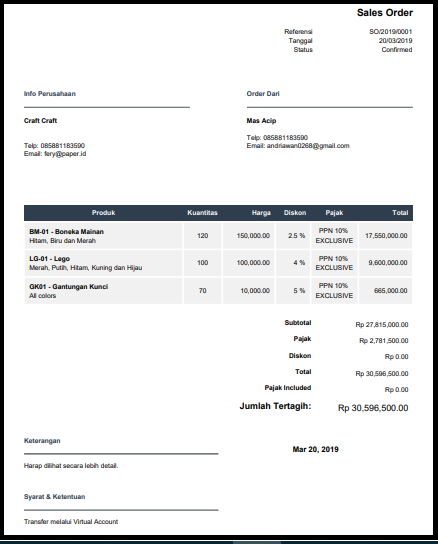 Sales Order
Referensi SO/2019/0001
Tanggal 20/03/2019
Status Confirmed
Info Perusahaan
Order Dari
Craft Craft
Mas Acip
Telp: 085881183590
Email: fery@paper.id
Telp: 085881183590
Email: andriawan0268@gmail.com
Produk Kuantitas Harga Diskon Pajak Total
BM-01 - Boneka Mainan
Hitam, Biru dan Merah
120 150,000.00 2.5 % PPN 10% EXCLUSIVE 17,550,000.00
LG-01 - Lego
Merah, Putih, Hitam, Kuning dan Hijau
100 100,000.00 4 % PPN 10% EXCLUSIVE 9,600,000.00
GK01 - Gantungan Kunci
All colors
70 10,000.00 5 % PPN 10% EXCLUSIVE 665,000.00
Subtotal Rp 27,815,000.00
Pajak Rp 2,781,500.00
Diskon Rp 0.00
Total Rp 30,596,500.00
Pajak Included Rp 0.00
Jumlah Tertagih: Rp 30,596,500.00
Keterangan
Mar 20, 2019
Harap dilihat secara lebih detail.
Syarat & Ketentuan
Transfer melalui Virtual Account